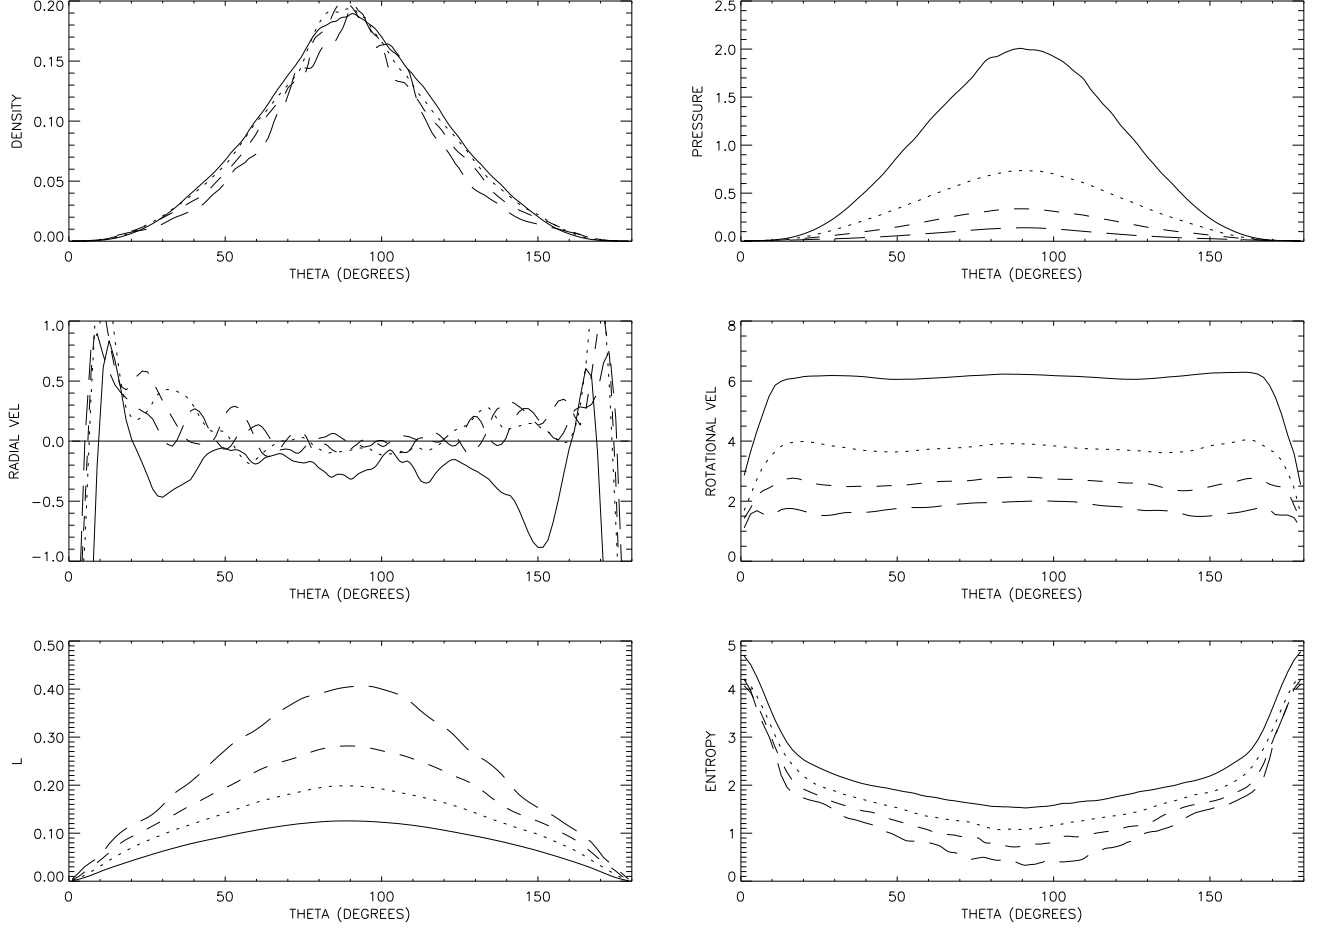 0.20
0.15
0.10
0.05
0.00
DENSITY
0 50 100 150
THETA (DEGREES)
2.5
2.0
1.5
1.0
0.5
0.0
PRESSURE
0 50 100 150
THETA (DEGREES)
1.0
0.5
0.0
−0.5
−1.0
RADIAL VEL
0 50 100 150
THETA (DEGREES)
8
6
4
2
0
ROTATIONAL VEL
0 50 100 150
THETA (DEGREES)
0.50
0.40
0.30
0.20
0.10
0.00
L
0 50 100 150
THETA (DEGREES)
5
4
3
2
1
0
ENTROPY
0 50 100 150
THETA (DEGREES)